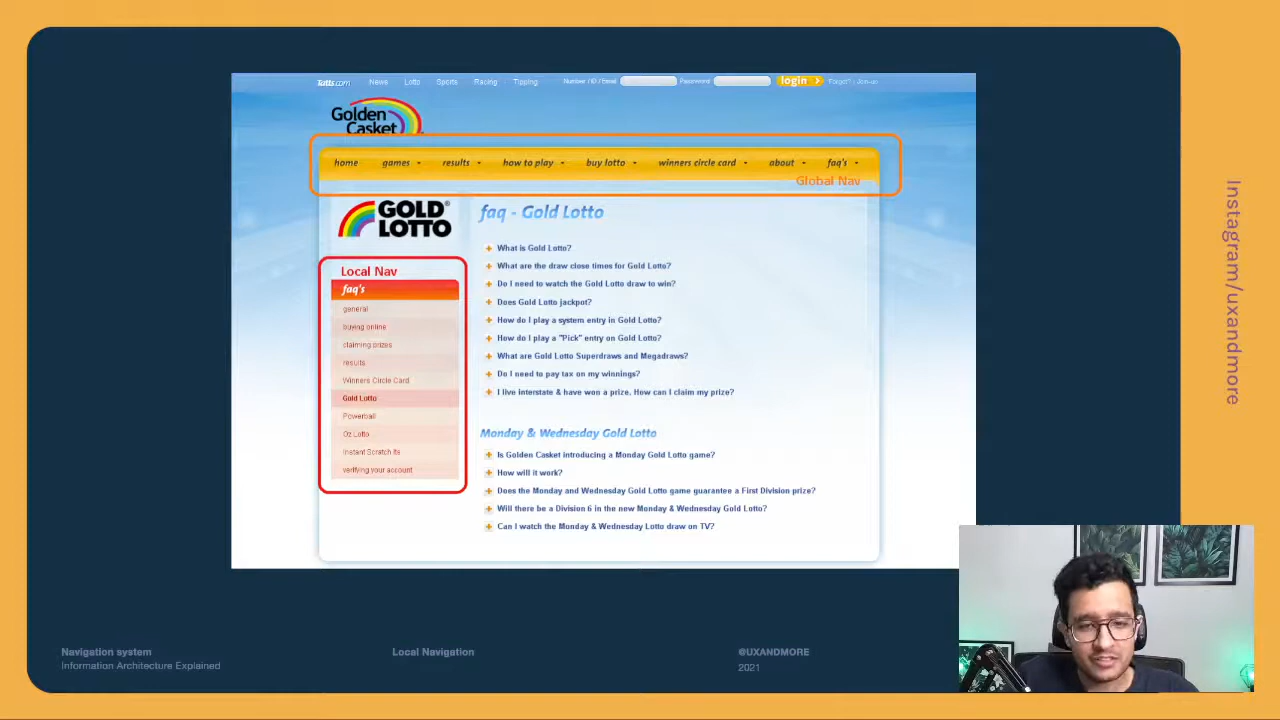 Tatts.com News Lotto Sports Racing Tipping Number / ID / Email Password login > Forgot? - Join-up
Golden
Casket
home games results how to play buy lotto winners circle card about faq's
Global Nav
GOLD
LOTTO®
faq - Gold Lotto
What is Gold Lotto?
What are the draw close times for Gold Lotto?
Do I need to watch the Gold Lotto draw to win?
Does Gold Lotto jackpot?
How do I play a system entry in Gold Lotto?
How do I play a "Pick" entry on Gold Lotto?
What are Gold Lotto Superdraws and Megadraws?
Do I need to pay tax on my winnings?
I live interstate & have won a prize. How can I claim my prize?
Monday & Wednesday Gold Lotto
Is Golden Casket introducing a Monday Gold Lotto game?
How will it work?
Does the Monday and Wednesday Gold Lotto game guarantee a First Division prize?
Will there be a Division 6 in the new Monday & Wednesday Gold Lotto?
Can I watch the Monday & Wednesday Lotto draw on TV?
Local Nav
faq's
general
buying online
claiming prizes
results
Winners Circle Card
Gold Lotto
Powerball
Oz Lotto
Instant Scratch Its
verifying your account
Instagram/uxandmore
Navigation system
Information Architecture Explained
Local Navigation
@UXANDMORE
2021